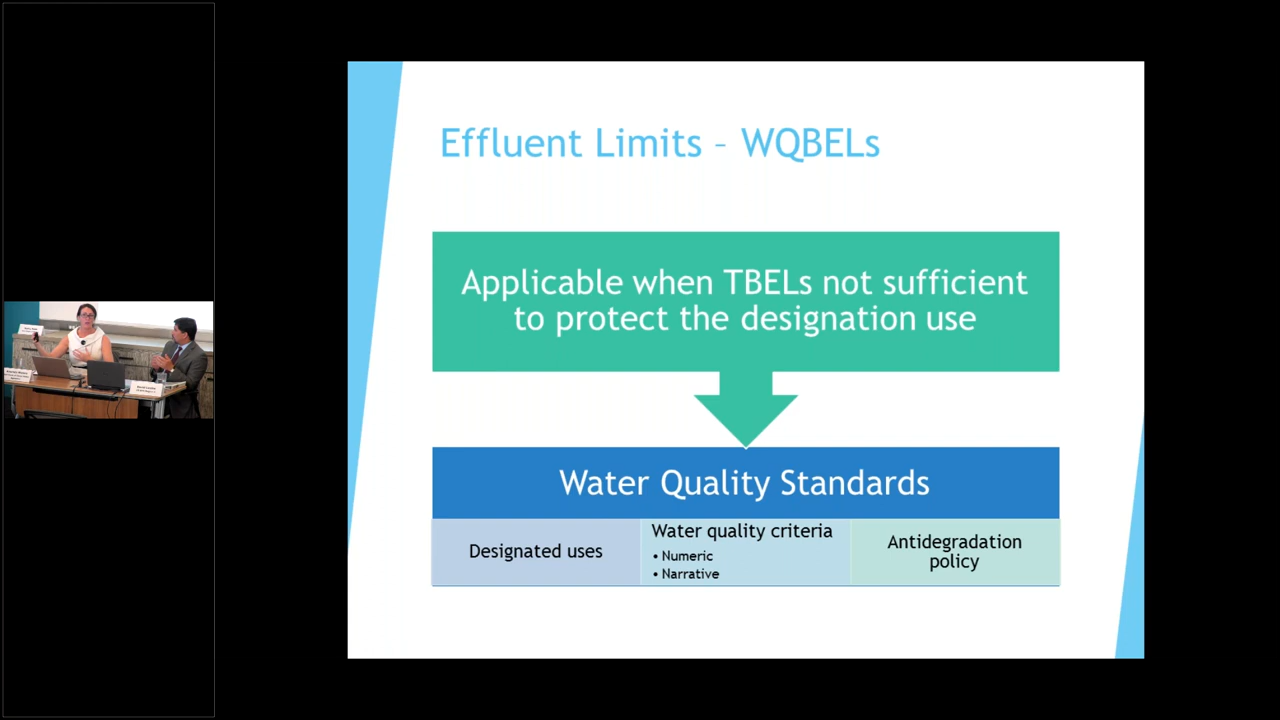 Effluent Limits – WQBELs
Applicable when TBELs not sufficient
to protect the designation use
Water Quality Standards
Designated uses
Water quality criteria
• Numeric
• Narrative
Antidegradation
policy